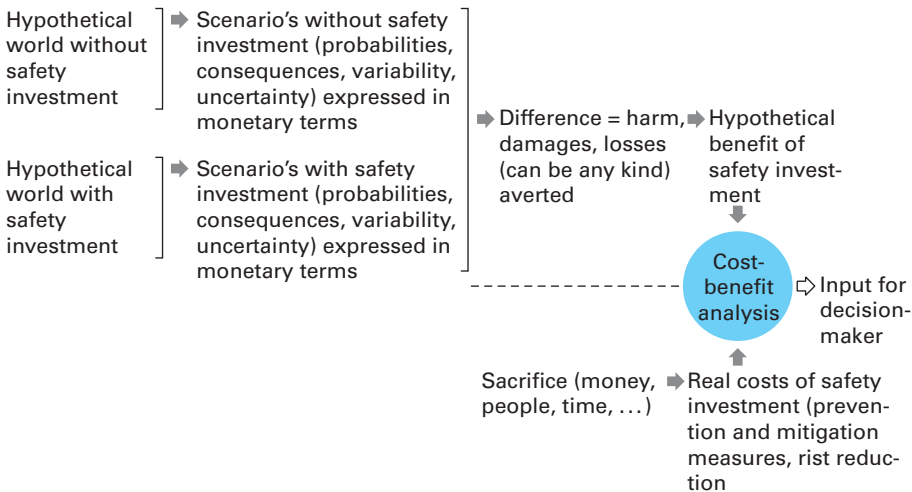 Hypothetical
world without
safety
investment
Scenario's without safety
investment (probabilities,
consequences, variability,
uncertainty) expressed in
monetary terms
Hypothetical
world with
safety
investment
Scenario's with safety
investment (probabilities,
consequences, variability,
uncertainty) expressed in
monetary terms
Difference = harm,
damages, losses
(can be any kind)
averted
Hypothetical
benefit of
safety invest-
ment
Cost-
benefit
analysis
Input for
decision-
maker
Sacrifice (money,
people, time, ...)
Real costs of safety
investment (preven-
tion and mitigation
measures, rist reduc-
tion